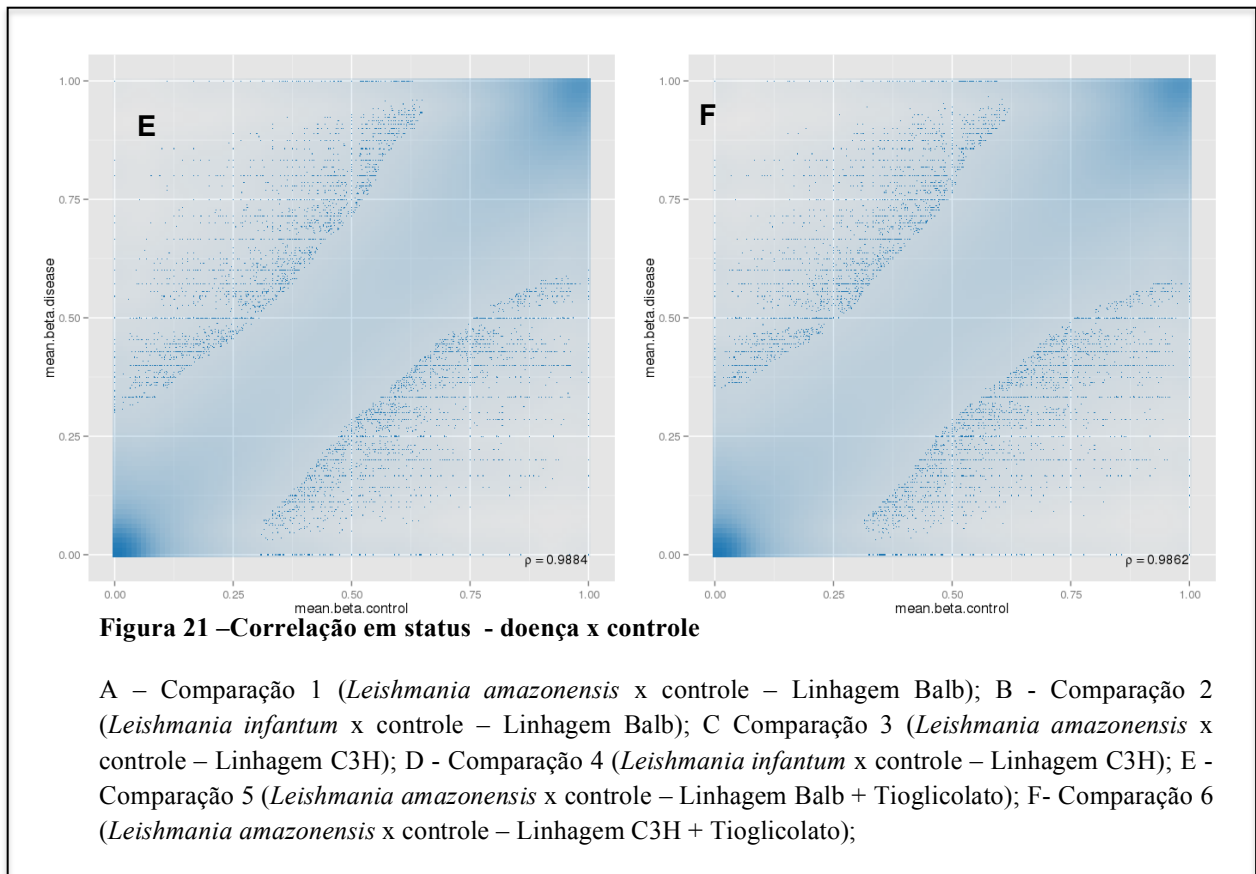 E
F
1.00
0.75
0.50
0.25
0.00
mean.beta.disease
ρ = 0.9884
0.00 0.25 0.50 0.75 1.00
mean.beta.control
1.00
0.75
0.50
0.25
0.00
mean.beta.disease
ρ = 0.9862
0.00 0.25 0.50 0.75 1.00
mean.beta.control
Figura 21 –Correlação em status - doença x controle
A – Comparação 1 (Leishmania amazonensis x controle – Linhagem Balb); B - Comparação 2
(Leishmania infantum x controle – Linhagem Balb); C Comparação 3 (Leishmania amazonensis x
controle – Linhagem C3H); D - Comparação 4 (Leishmania infantum x controle – Linhagem C3H); E -
Comparação 5 (Leishmania amazonensis x controle – Linhagem Balb + Tioglicolato); F- Comparação 6
(Leishmania amazonensis x controle – Linhagem C3H + Tioglicolato);